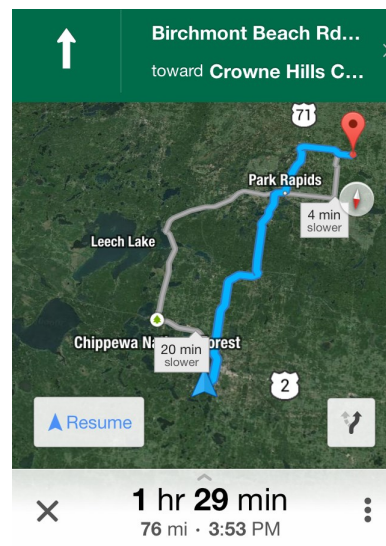 Birchmont Beach Rd...
toward Crowne Hills C...
71
Park Rapids
4 min
slower
Leech Lake
Chippewa Na orest
20 min
slower
2
Resume
1 hr 29 min
76 mi · 3:53 PM